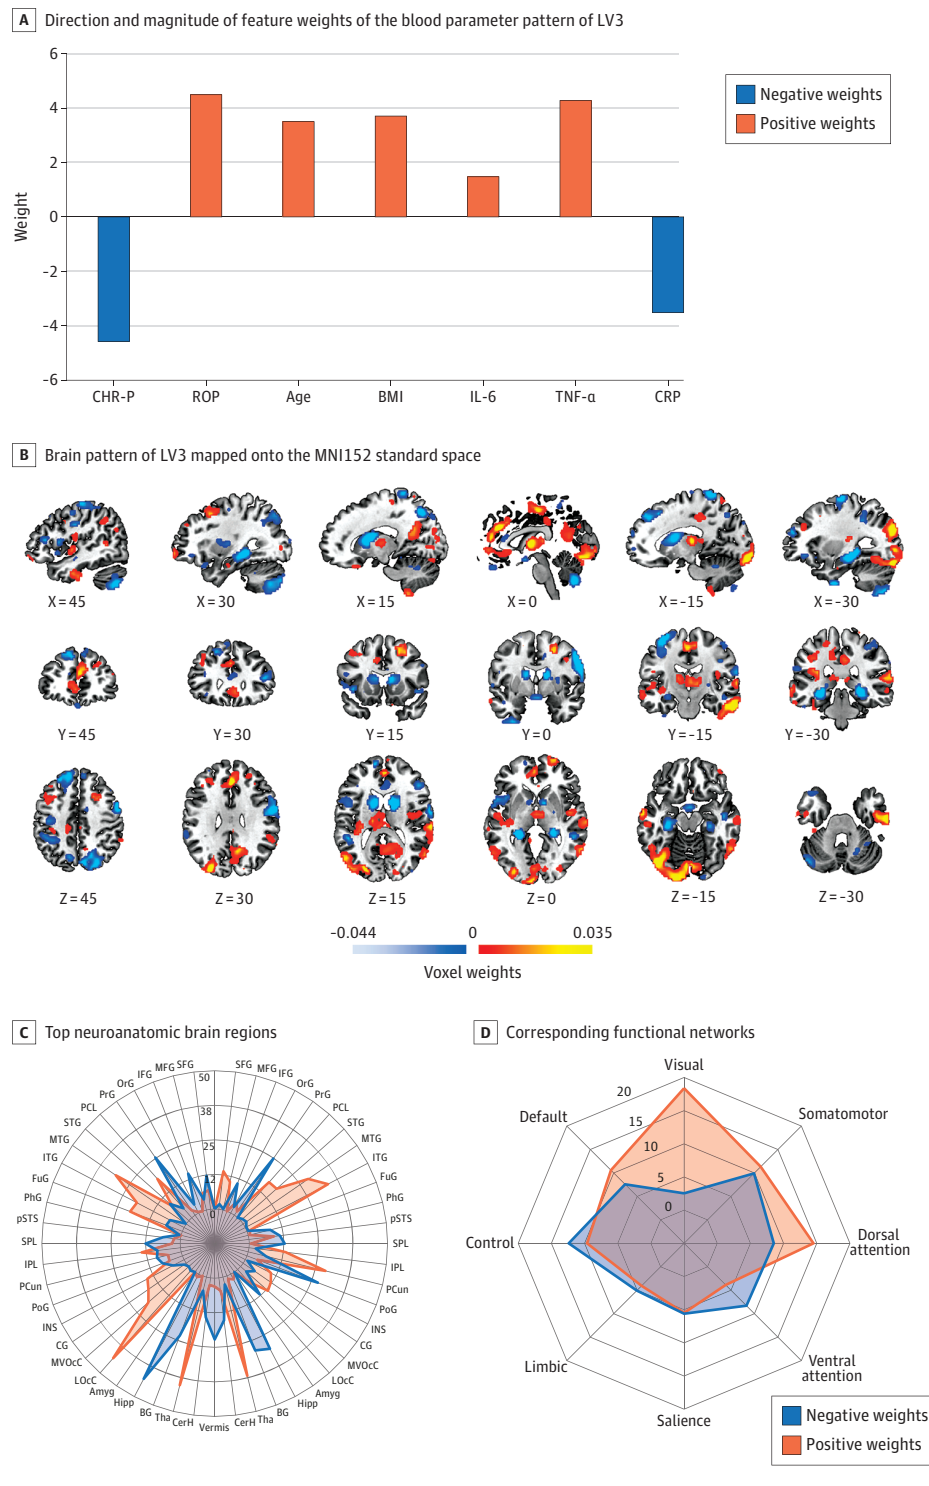 A Direction and magnitude of feature weights of the blood parameter pattern of LV3
6
4
2
0
-2
-4
-6
Weight
CHR-P ROP Age BMI IL-6 TNF-α CRP
Negative weights
Positive weights
B Brain pattern of LV3 mapped onto the MNI152 standard space
X = 45 X = 30 X = 15 X = 0 X = -15 X = -30
Y = 45 Y = 30 Y = 15 Y = 0 Y = -15 Y = -30
Z = 45 Z = 30 Z = 15 Z = 0 Z = -15 Z = -30
-0.044 0 0.035
Voxel weights
C Top neuroanatomic brain regions
50
38
25
12
0
SFG
MFG
IFG
OrG
PrG
PCL
STG
MTG
ITG
FuG
PhG
pSTS
SPL
IPL
PCun
PoG
INS
CG
MVOcC
LOcC
Amyg
Hipp
BG
Tha
CerH
Vermis
CerH
Tha
BG
Hipp
Amyg
LOcC
MVOcC
CG
INS
PoG
PCun
IPL
SPL
pSTS
PhG
FuG
ITG
MTG
STG
PCL
PrG
OrG
IFG
MFG
SFG
D Corresponding functional networks
Visual
Somatomotor
Dorsal
attention
Ventral
attention
Salience
Limbic
Control
Default
20
15
10
5
0
Negative weights
Positive weights